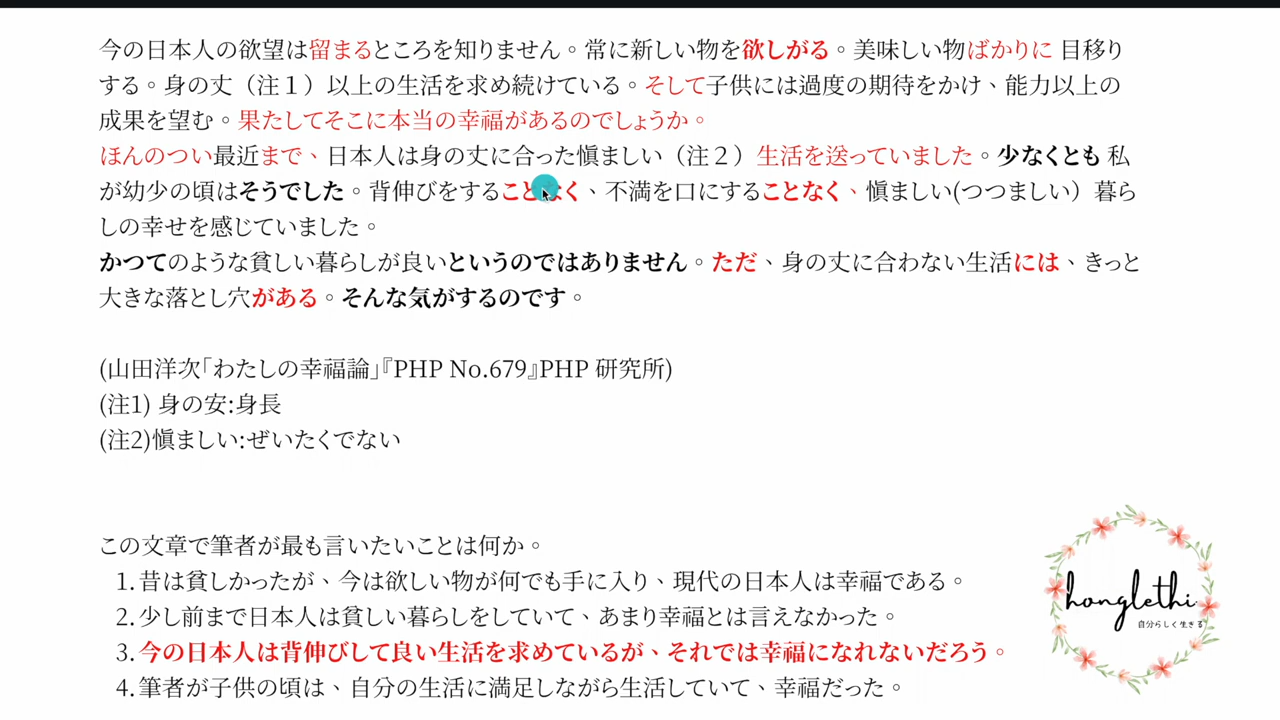 今の日本人の欲望は留まるところを知りません。常に新しい物を欲しがる。美味しい物ばかりに 目移り
する。身の丈（注１）以上の生活を求め続けている。そして子供には過度の期待をかけ、能力以上の
成果を望む。果たしてそこに本当の幸福があるのでしょうか。
ほんのつい最近まで、日本人は身の丈に合った愼ましい（注２）生活を送っていました。少なくとも 私
が幼少の頃はそうでした。背伸びをすることなく、不満を口にすることなく、愼ましい(つつましい）暮ら
しの幸せを感じていました。
かつてのような貧しい暮らしが良いというのではありません。ただ、身の丈に合わない生活には、きっと
大きな落とし穴がある。そんな気がするのです。
(山田洋次「わたしの幸福論」『PHP No.679』PHP 研究所)
(注1) 身の安:身長
(注2)愼ましい:ぜいたくでない
この文章で筆者が最も言いたいことは何か。
1.昔は貧しかったが、今は欲しい物が何でも手に入り、現代の日本人は幸福である。
2.少し前まで日本人は貧しい暮らしをしていて、あまり幸福とは言えなかった。
3.今の日本人は背伸びして良い生活を求めているが、それでは幸福になれないだろう。
4.筆者が子供の頃は、自分の生活に満足しながら生活していて、幸福だった。
honglethi
自分らしく生きる